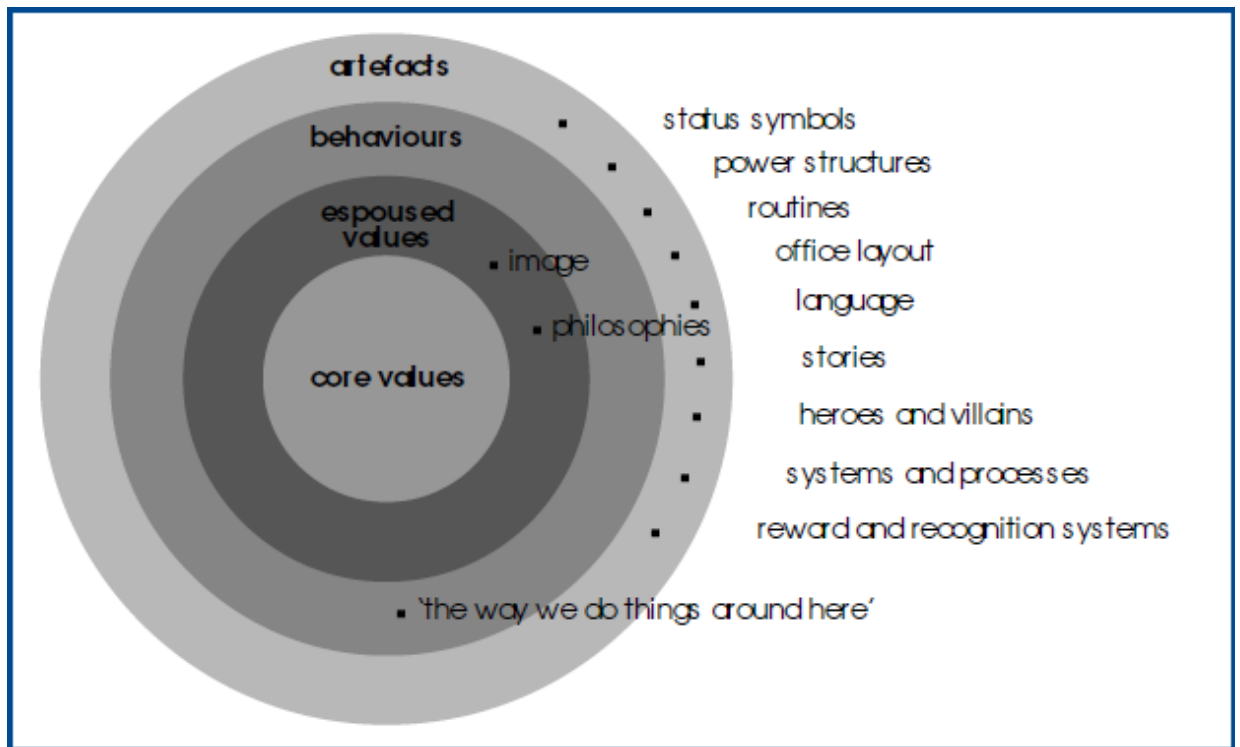 artefacts
status symbols
behaviours
power structures
routines
espoused
values
office layout
image
language
philosophies
stories
core values
heroes and villains
systems and processes
reward and recognition systems
‘the way we do things around here’